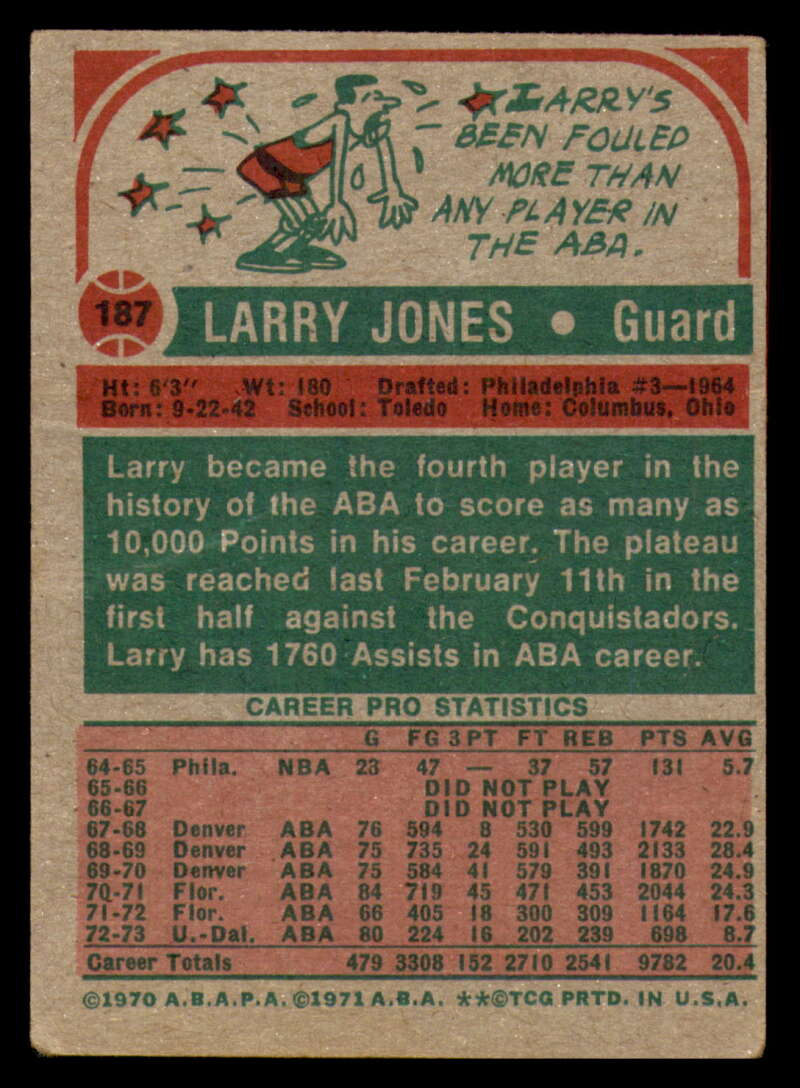 LARRY'S
BEEN FOULED
MORE THAN
ANY PLAYER IN
THE ABA.
187 LARRY JONES • Guard
Ht: 6'3" Wt: 180 Drafted: Philadelphia #3—1964
Born: 9-22-42 School: Toledo Home: Columbus, Ohio
Larry became the fourth player in the
history of the ABA to score as many as
10,000 Points in his career. The plateau
was reached last February 11th in the
first half against the Conquistadors.
Larry has 1760 Assists in ABA career.
CAREER PRO STATISTICS
G FG 3PT FT REB PTS AVG
64-65 Phila. NBA 23 47 — 37 57 131 5.7
65-66 DID NOT PLAY
66-67 DID NOT PLAY
67-68 Denver ABA 76 594 8 530 599 1742 22.9
68-69 Denver ABA 75 735 24 591 493 2133 28.4
69-70 Denver ABA 75 584 41 579 391 1870 24.9
70-71 Flor. ABA 84 719 45 471 453 2044 24.3
71-72 Flor. ABA 66 405 18 300 309 1164 17.6
72-73 U.-Dal. ABA 80 224 16 202 239 698 8.7
Career Totals 479 3308 152 2710 2541 9782 20.4
©1970 A.B.A.P.A. ©1971 A.B.A. **©TCG PRTD. IN U.S.A.